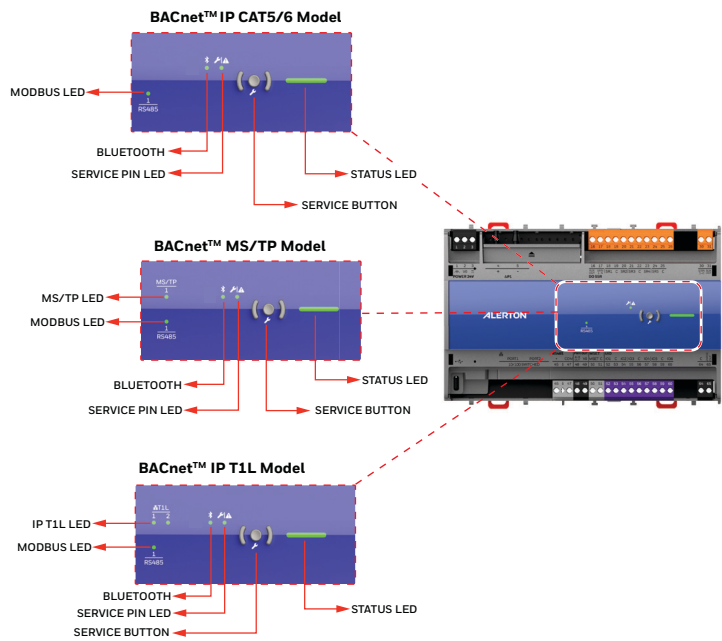 BACnet™ IP CAT5/6 Model
MODBUS LED
1
RS485
BLUETOOTH
SERVICE PIN LED
STATUS LED
SERVICE BUTTON
BACnet™ MS/TP Model
MS/TP
1
MS/TP LED
MODBUS LED
1
RS485
BLUETOOTH
SERVICE PIN LED
STATUS LED
SERVICE BUTTON
ALERTON
BACnet™ IP T1L Model
T1L
1 2
IP T1L LED
MODBUS LED
1
RS485
BLUETOOTH
SERVICE PIN LED
SERVICE BUTTON
STATUS LED